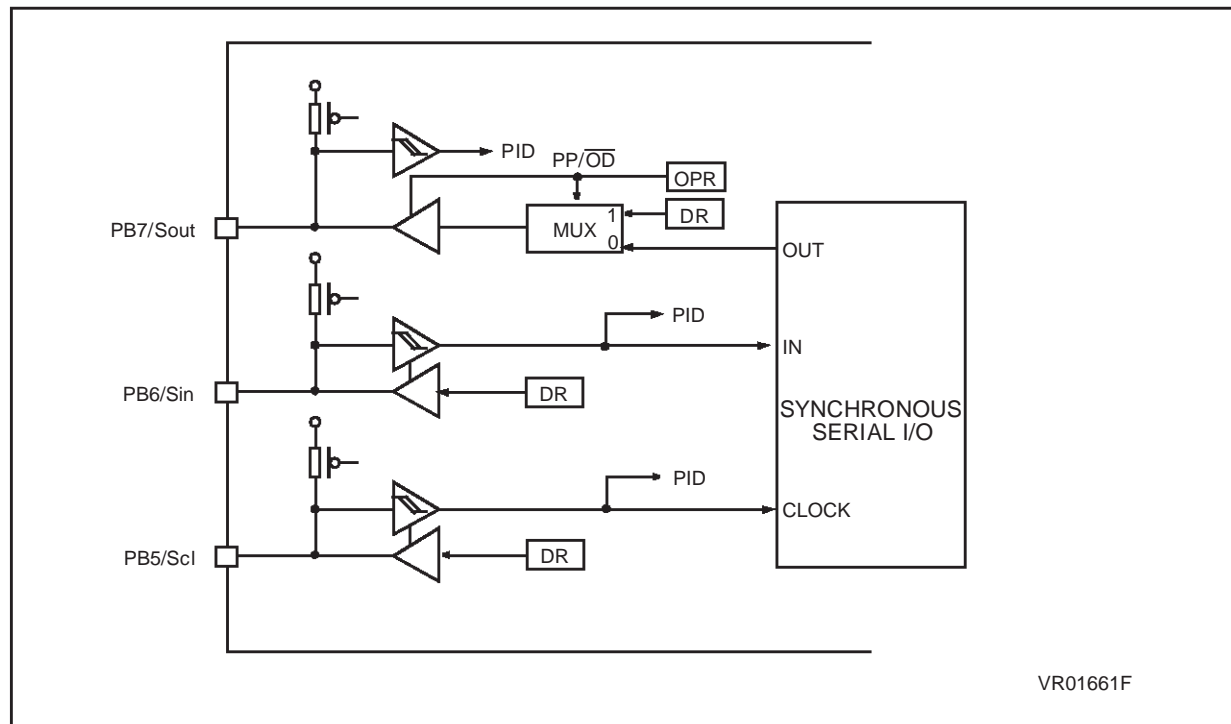 PID
PP/OD
OPR
PB7/Sout
MUX
1
0
DR
OUT
PID
IN
PB6/Sin
DR
SYNCHRONOUS
SERIAL I/O
PID
CLOCK
PB5/Scl
DR
VR01661F